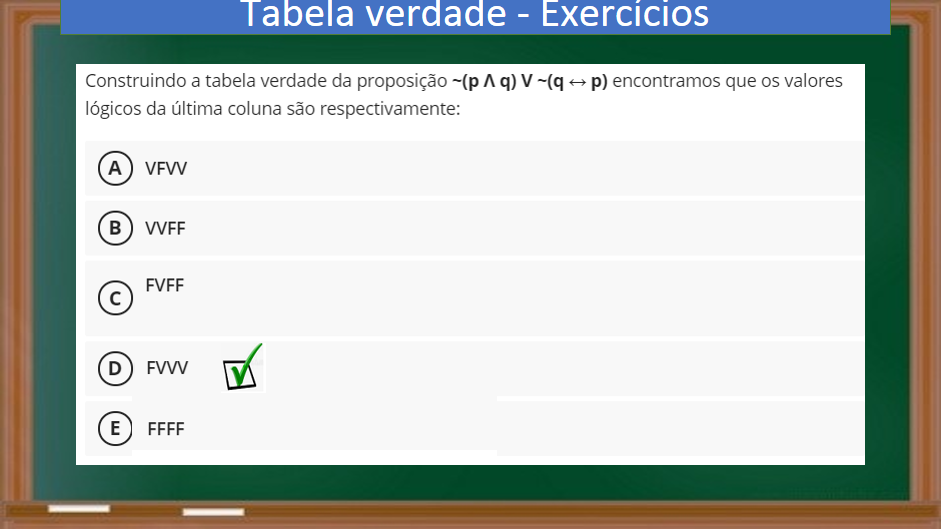 Tabela verdade - Exercícios
Construindo a tabela verdade da proposição ~(p Λ q) V ~(q ↔ p) encontramos que os valores
lógicos da última coluna são respectivamente:
A VFVV
B VVFF
C FVFF
D FVVV
E FFFF